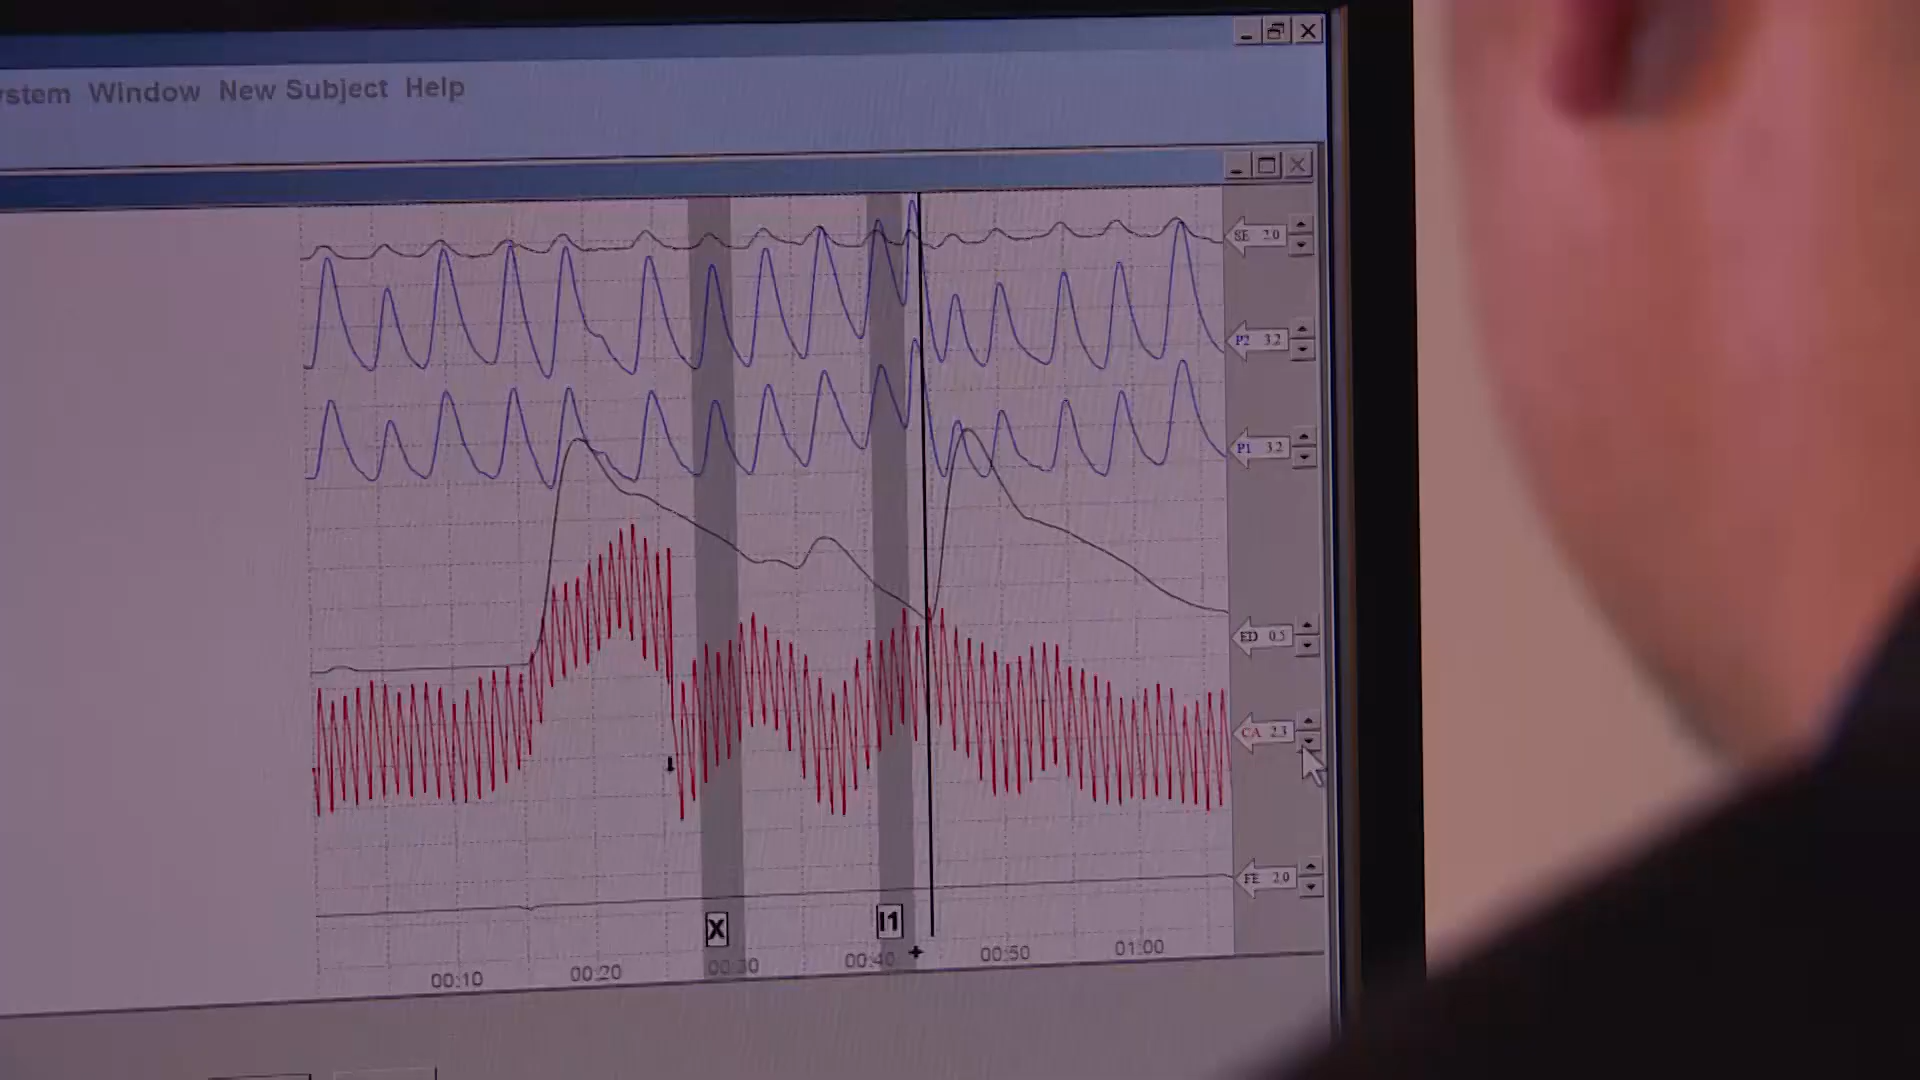 ystem Window New Subject Help
SE 2.0
P2 3.2
P1 3.2
ED 0.5
CA 2.3
FE 2.0
X I1
00:10 00:20 00:30 00:40 00:50 01:00